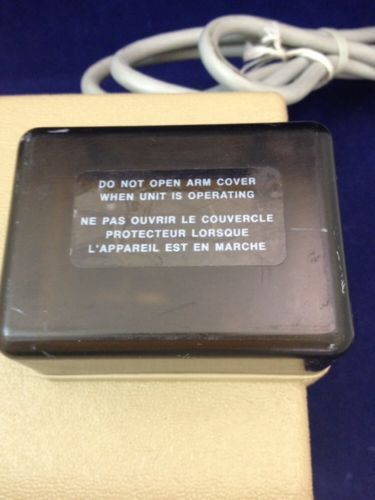 DO NOT OPEN ARM COVER
WHEN UNIT IS OPERATING
NE PAS OUVRIR LE COUVERCLE
PROTECTEUR LORSQUE
L'APPAREIL EST EN MARCHE